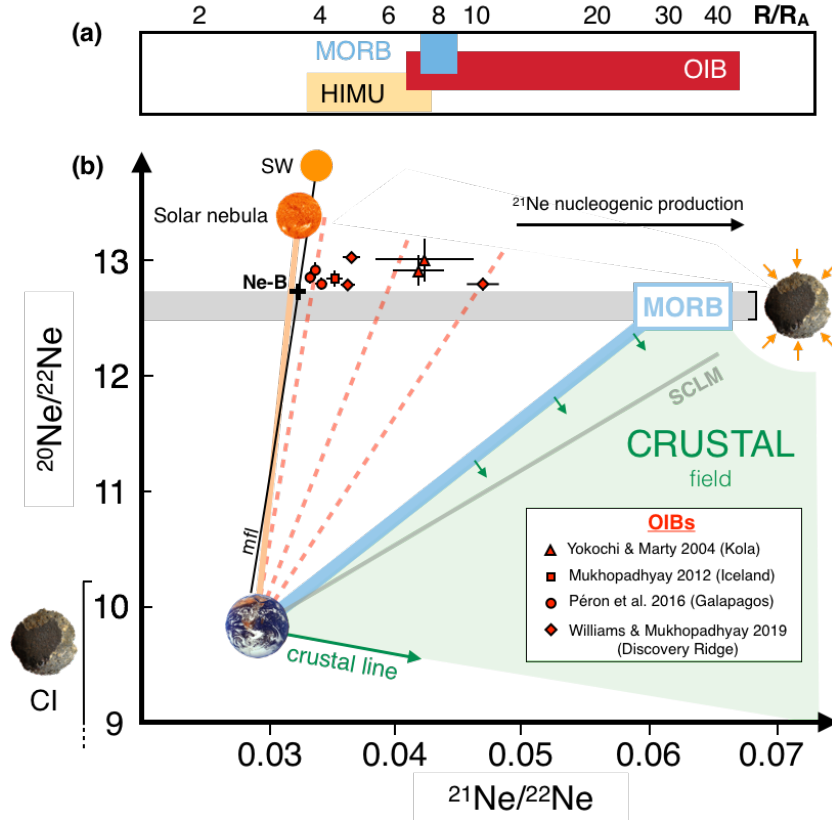 2 4 6 8 10 20 30 40 R/R_A
(a)
MORB
OIB
HIMU
(b)
SW
Solar nebula
²¹Ne nucleogenic production
13
Ne-B
MORB
12
SCLM
²⁰Ne/²²Ne
CRUSTAL
field
11
OIBs
mfl
Yokochi & Marty 2004 (Kola)
Mukhopadhyay 2012 (Iceland)
10
Péron et al. 2016 (Galapagos)
Williams & Mukhopadhyay 2019
(Discovery Ridge)
crustal line
CI
9
0.03 0.04 0.05 0.06 0.07
²¹Ne/²²Ne